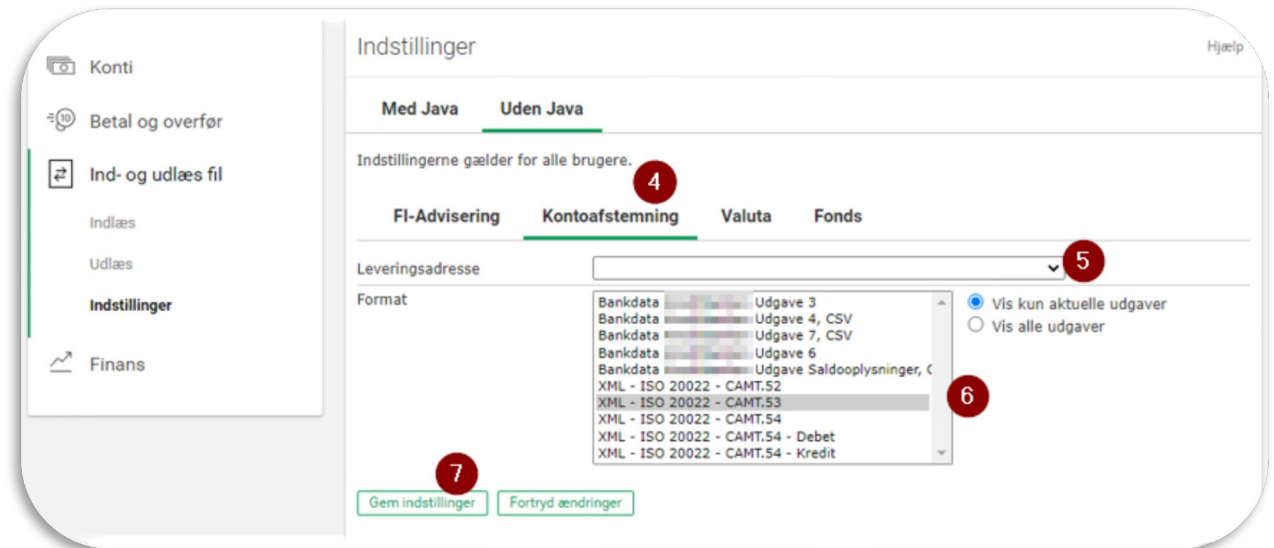 Indstillinger
Hjælp
Konti
Betal og overfør
Ind- og udlæs fil
Indlæs
Udlæs
Indstillinger
Finans
Med Java Uden Java
Indstillingerne gælder for alle brugere.
4
FI-Advisering Kontoafstemning Valuta Fonds
Leveringsadresse
5
Format
Bankdata Udgave 3
Bankdata Udgave 4, CSV
Bankdata Udgave 7, CSV
Bankdata Udgave 6
Bankdata Udgave Saldooplysninger, C
XML - ISO 20022 - CAMT.52
XML - ISO 20022 - CAMT.53
XML - ISO 20022 - CAMT.54
XML - ISO 20022 - CAMT.54 - Debet
XML - ISO 20022 - CAMT.54 - Kredit
Vis kun aktuelle udgaver
Vis alle udgaver
6
7
Gem indstillinger Fortryd ændringer